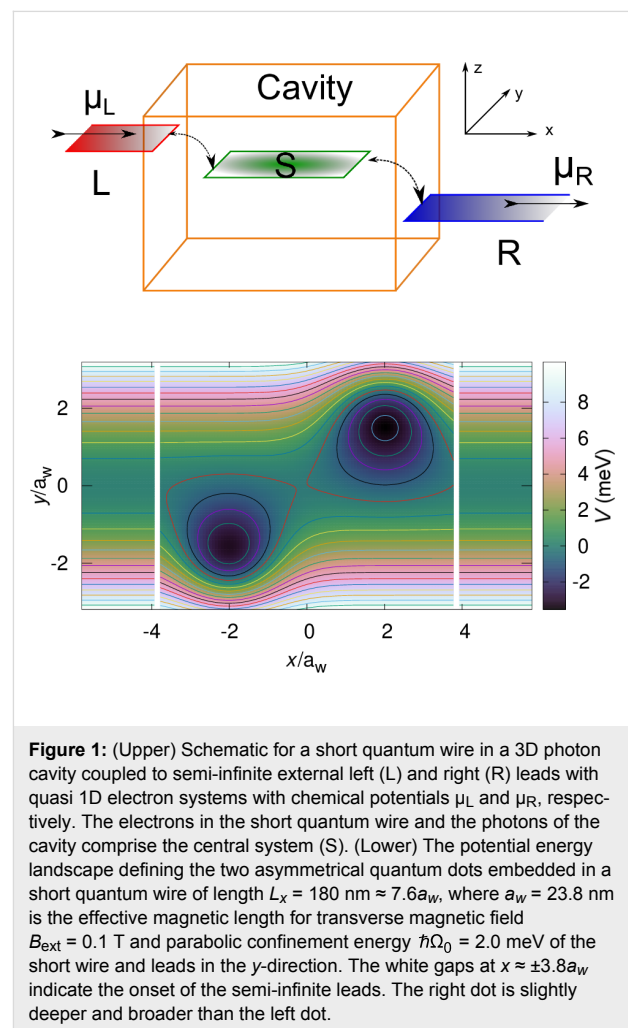 Cavity
z
y
x
μL
L
S
μR
R
2
0
-2
y/aw
-4
-2
0
2
4
x/aw
8
6
4
2
0
-2
V (meV)
Figure 1: (Upper) Schematic for a short quantum wire in a 3D photon
cavity coupled to semi-infinite external left (L) and right (R) leads with
quasi 1D electron systems with chemical potentials μL and μR, respec-
tively. The electrons in the short quantum wire and the photons of the
cavity comprise the central system (S). (Lower) The potential energy
landscape defining the two asymmetrical quantum dots embedded in a
short quantum wire of length Lx = 180 nm ≈ 7.6aw, where aw = 23.8 nm
is the effective magnetic length for transverse magnetic field
Bext = 0.1 T and parabolic confinement energy ℏΩ0 = 2.0 meV of the
short wire and leads in the y-direction. The white gaps at x ≈ ±3.8aw
indicate the onset of the semi-infinite leads. The right dot is slightly
deeper and broader than the left dot.